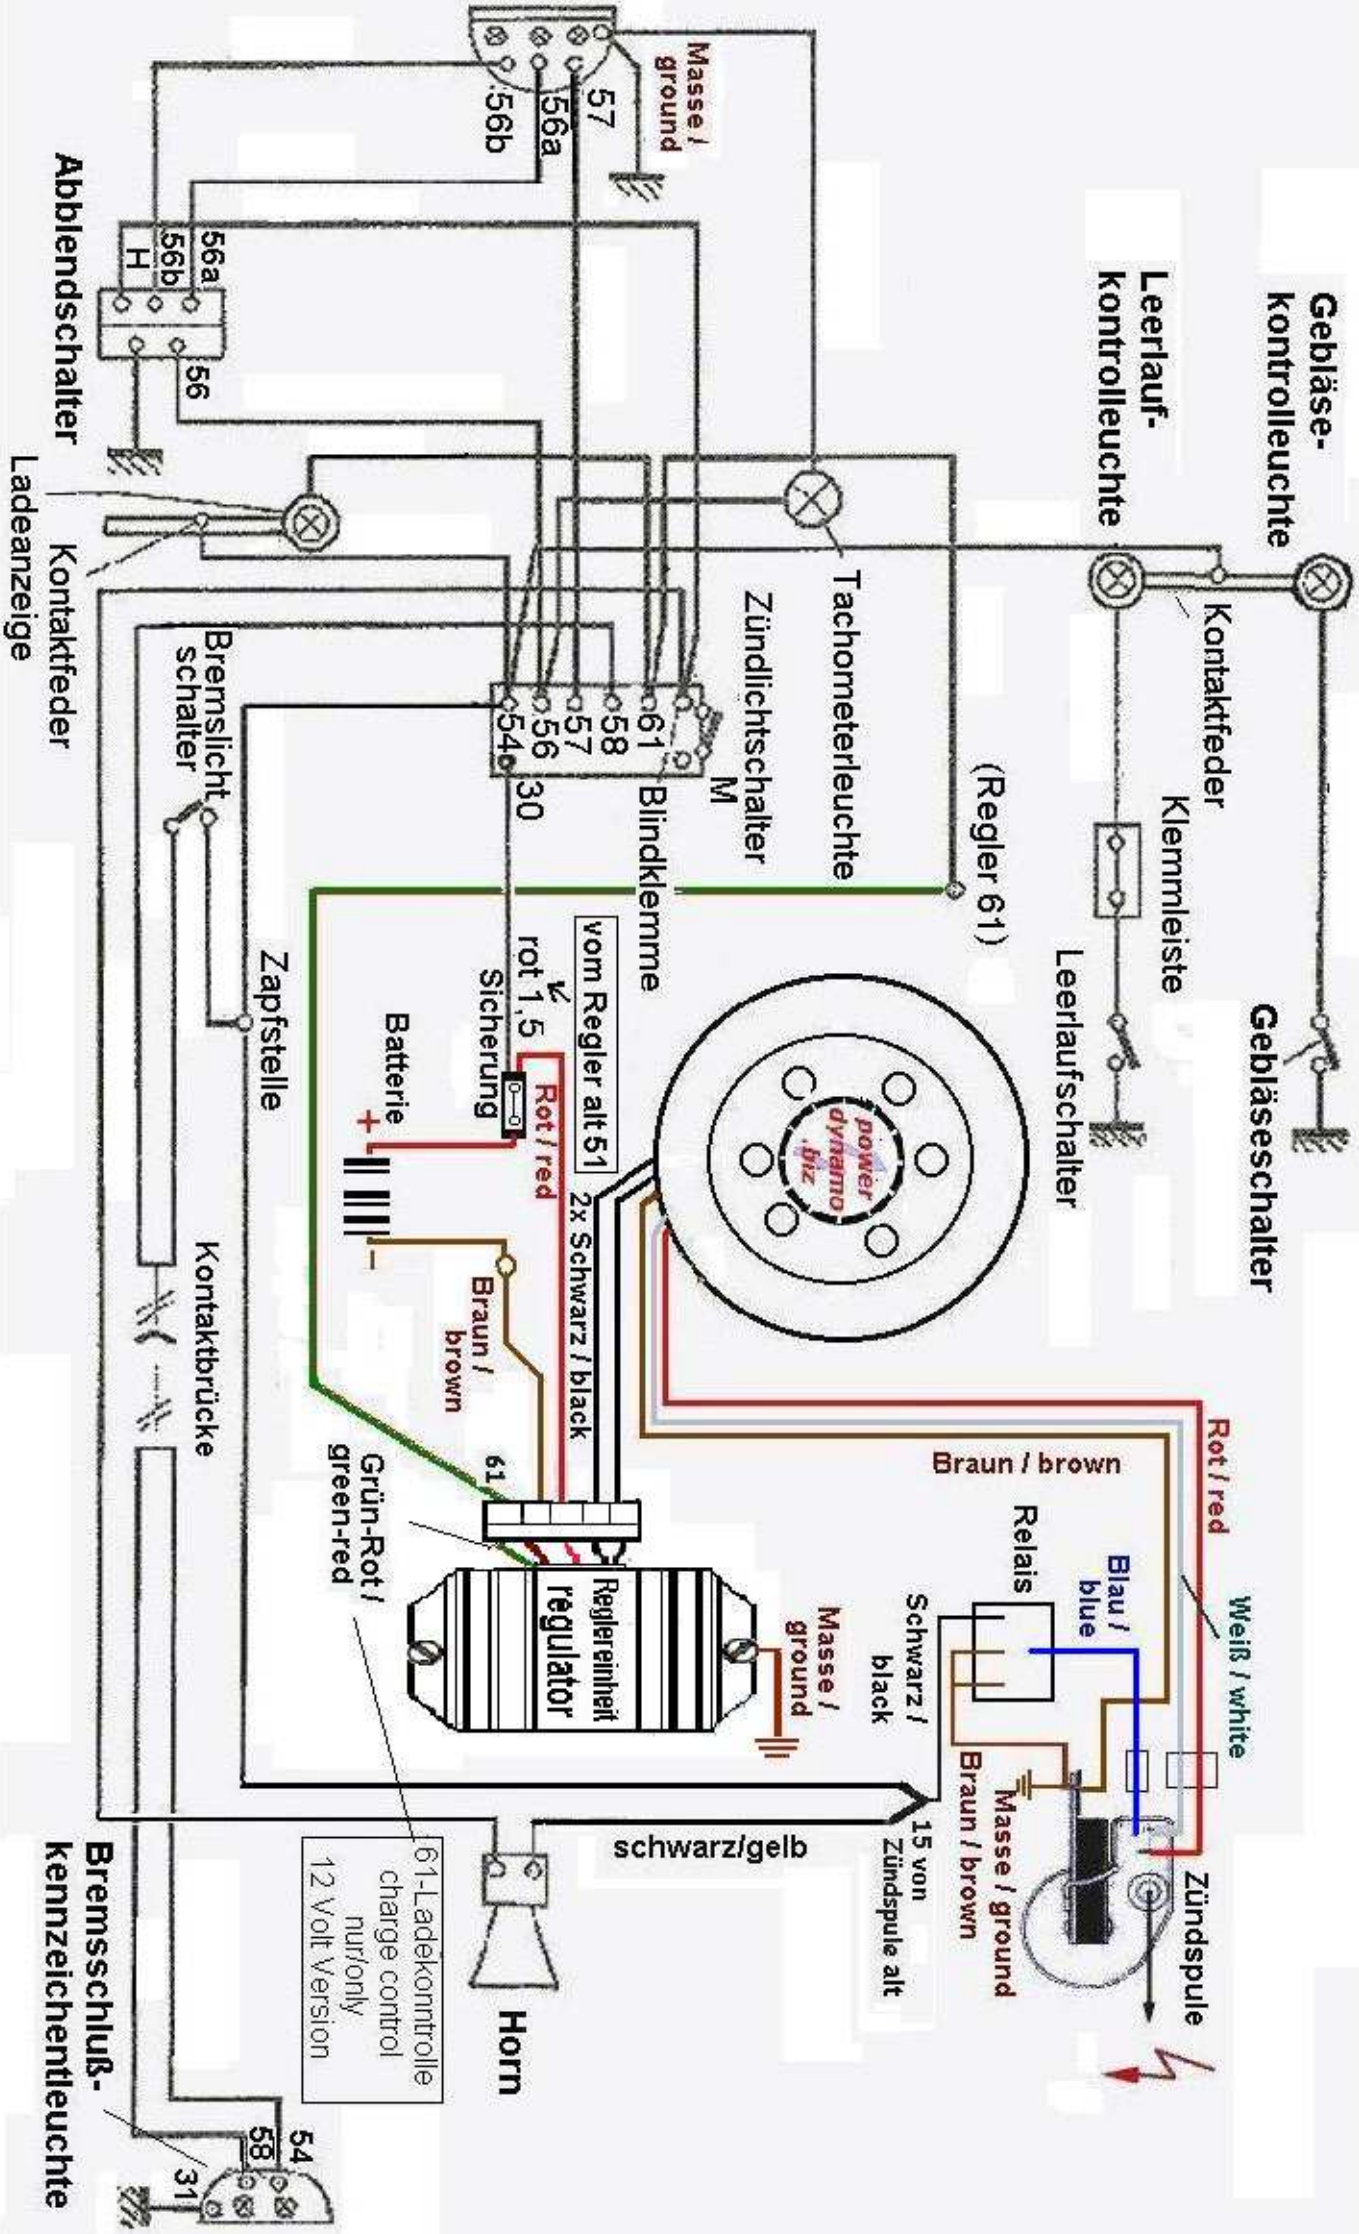 Masse /
ground
57
56a
56b
Gebläse-
kontrolleuchte
Leerlauf-
kontrolleuchte
Kontaktfeder
Klemmleiste
Leerlaufschalter
Gebläseschalter
56a
56b
H
56
Abblendschalter
Ladeanzeige
Kontaktfeder
Bremslicht
schalter
Tachometerleuchte
Zündlichtschalter
(Regler 61)
M
61
58
57
56
54
30
Blindklemme
vom Regler alt 51
rot 1,5
Sicherung
Rot / red
Zapfstelle
Batterie
+
-
Braun /
brown
2x Schwarz / black
power
dynamo
.biz
Kontaktbrücke
Rot / red
Braun / brown
Weiß / white
Relais
Blau /
blue
Schwarz /
black
Braun / brown
Masse / ground
Zündspule
15 von
Zündspule alt
61
Grün-Rot /
green-red
Reglereinheit
regulator
Masse /
ground
schwarz/gelb
Horn
61-Ladekonntrolle
charge control
nur/only
12 Volt Version
Bremsschluß-
kennzeichentleuchte
54
58
31